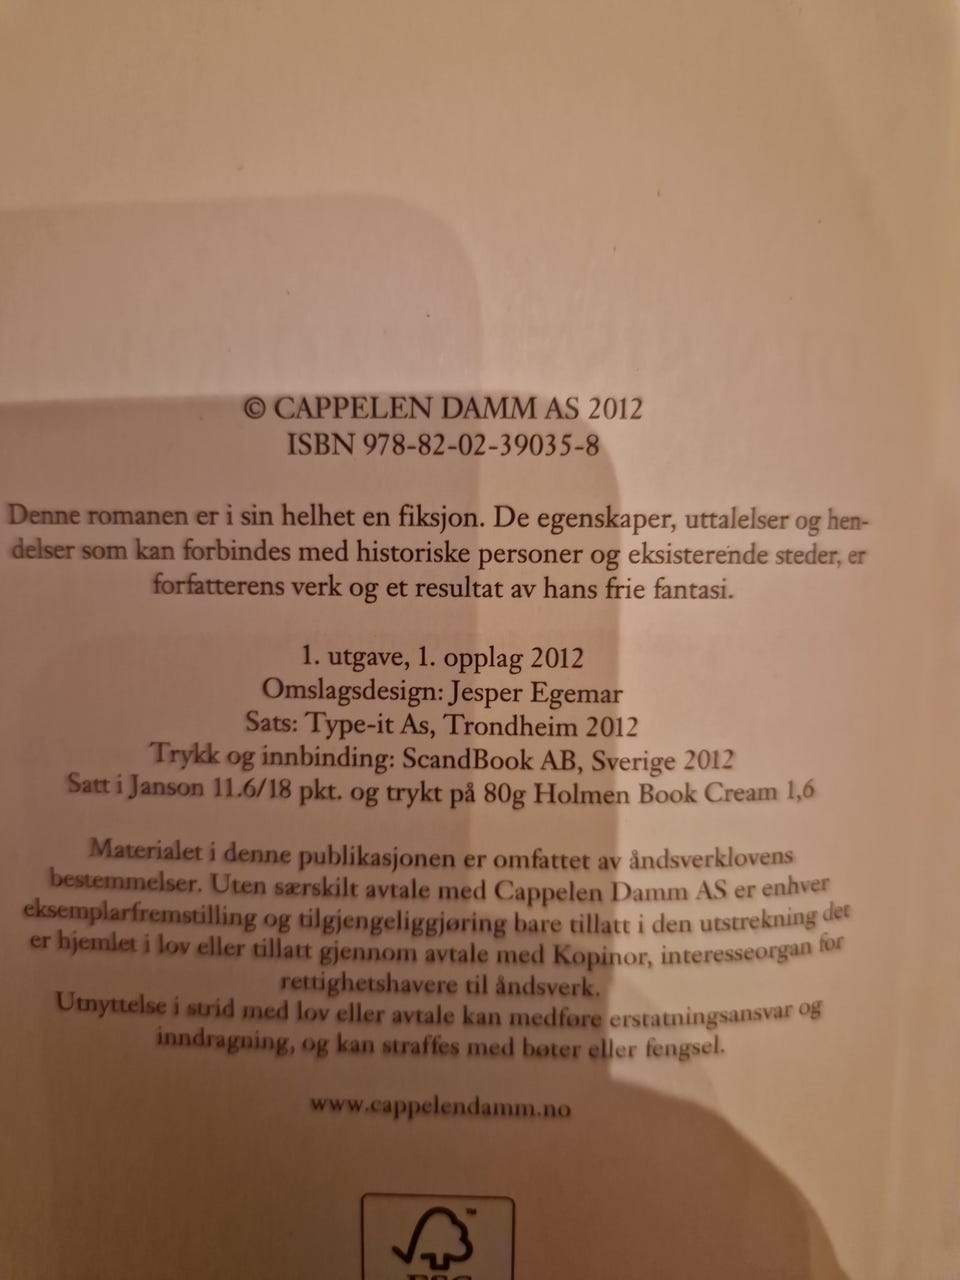 © CAPPELEN DAMM AS 2012
ISBN 978-82-02-39035-8
Denne romanen er i sin helhet en fiksjon. De egenskaper, uttalelser og hen-
delser som kan forbindes med historiske personer og eksisterende steder, er
forfatterens verk og et resultat av hans frie fantasi.
1. utgave, 1. opplag 2012
Omslagsdesign: Jesper Egemar
Sats: Type-it As, Trondheim 2012
Trykk og innbinding: ScandBook AB, Sverige 2012
Satt i Janson 11.6/18 pkt. og trykt på 80g Holmen Book Cream 1,6
Materialet i denne publikasjonen er omfattet av åndsverklovens
bestemmelser. Uten særskilt avtale med Cappelen Damm AS er enhver
eksemplarfremstilling og tilgjengeliggjøring bare tillatt i den utstrekning det
er hjemlet i lov eller tillatt gjennom avtale med Kopinor, interesseorgan for
rettighetshavere til åndsverk.
Utnyttelse i strid med lov eller avtale kan medføre erstatningsansvar og
inndragning, og kan straffes med bøter eller fengsel.
www.cappelendamm.no
TM
FSC